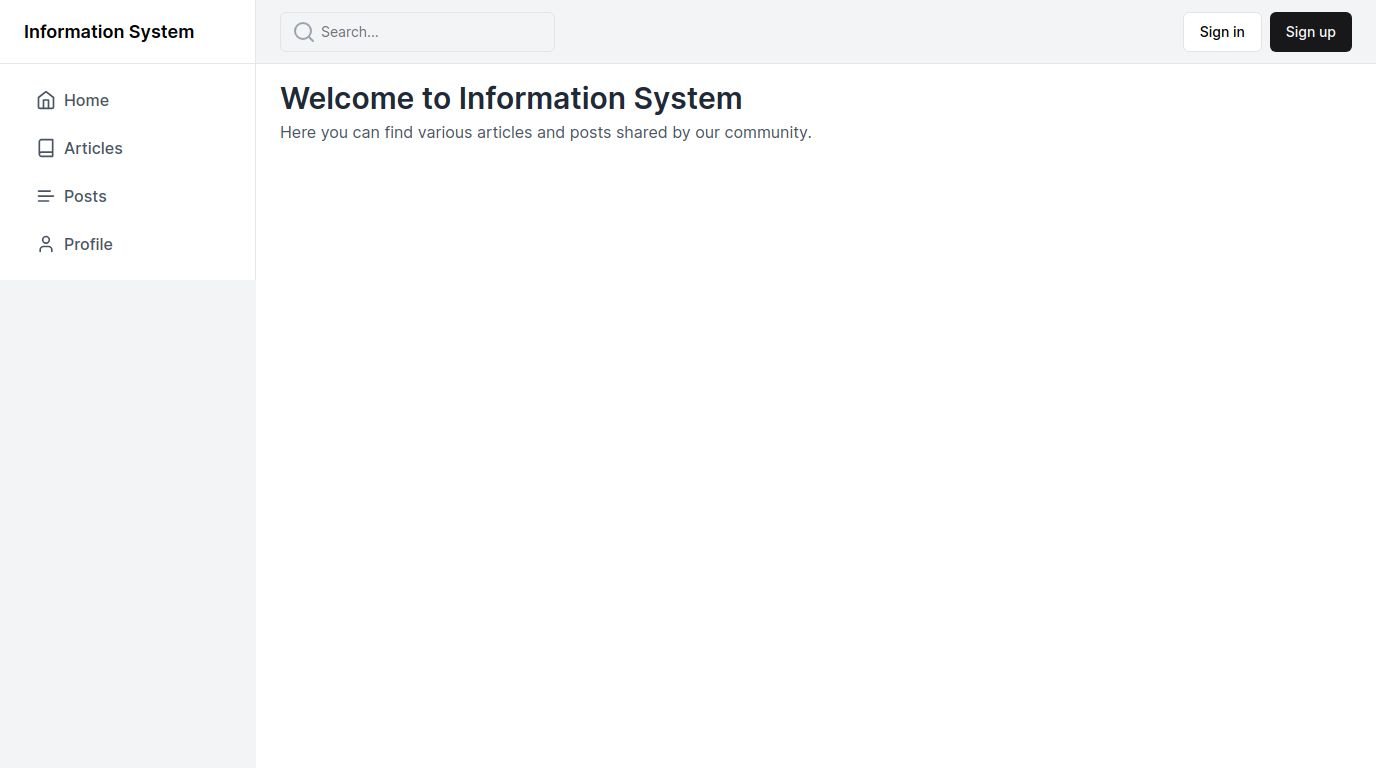 Information System
Search...
Sign in
Sign up
Home
Articles
Posts
Profile
Welcome to Information System
Here you can find various articles and posts shared by our community.